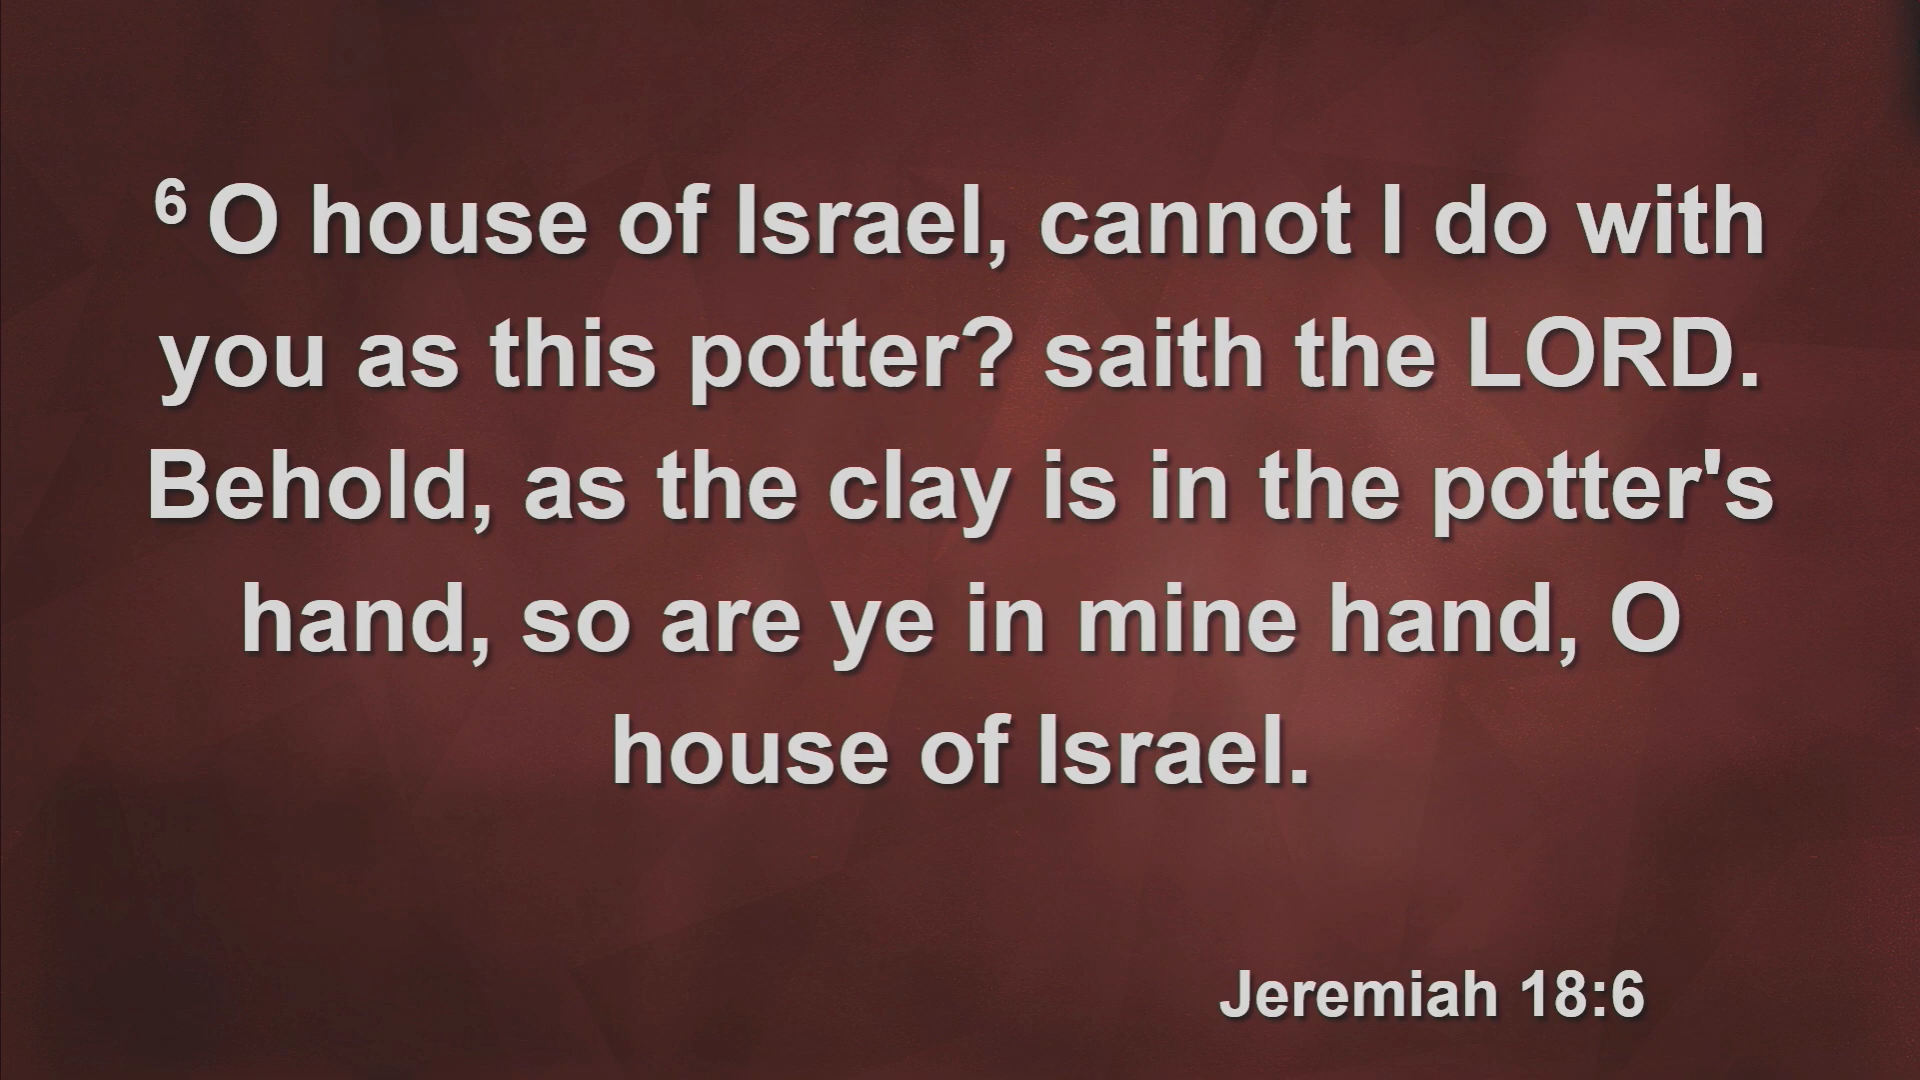 6 O house of Israel, cannot I do with
you as this potter? saith the LORD.
Behold, as the clay is in the potter's
hand, so are ye in mine hand, O
house of Israel.
Jeremiah 18:6